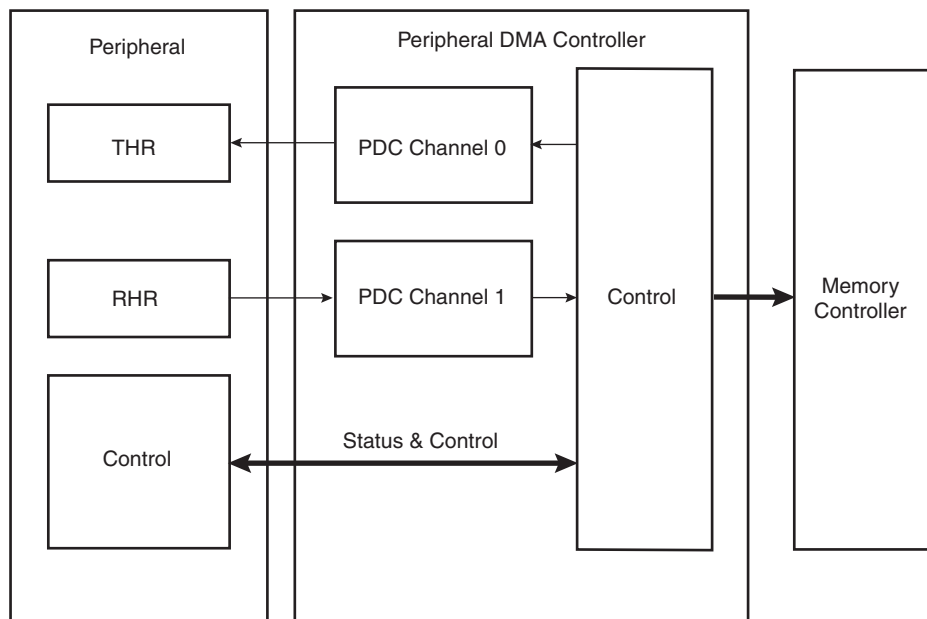 Peripheral
Peripheral DMA Controller
THR
PDC Channel 0
RHR
PDC Channel 1
Control
Memory
Controller
Control
Status & Control